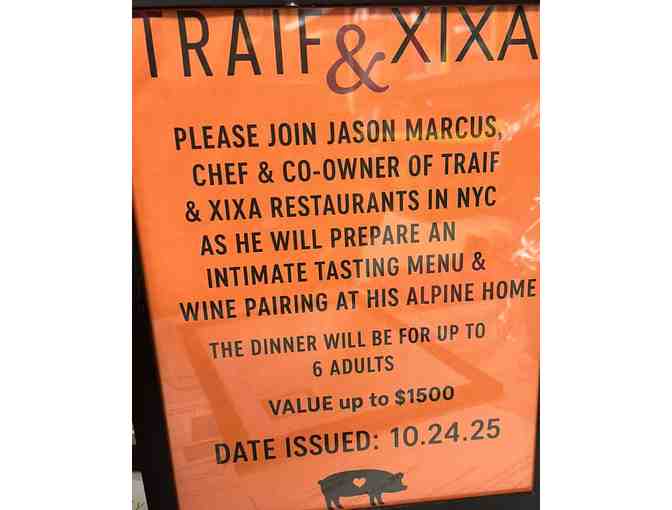 TRAIF & XIXA
PLEASE JOIN JASON MARCUS,
CHEF & CO-OWNER OF TRAIF
& XIXA RESTAURANTS IN NYC
AS HE WILL PREPARE AN
INTIMATE TASTING MENU &
WINE PAIRING AT HIS ALPINE HOME
THE DINNER WILL BE FOR UP TO
6 ADULTS
VALUE up to $1500
DATE ISSUED: 10.24.25